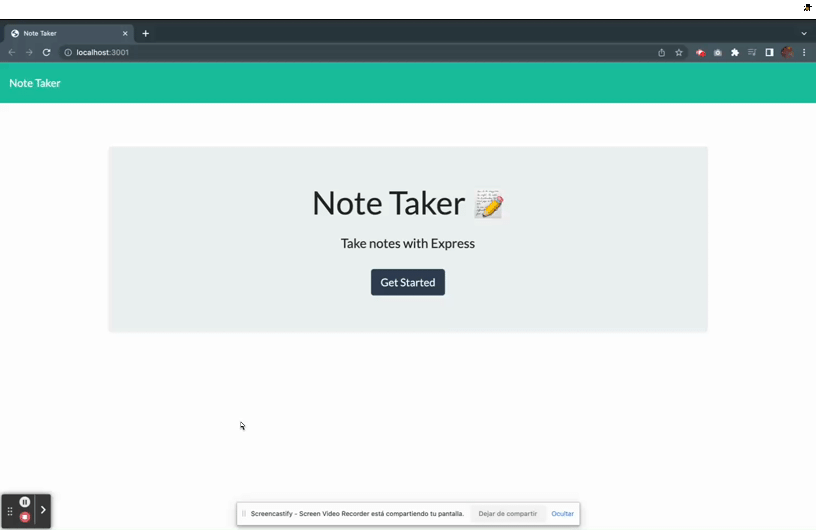 Note Taker
localhost:3001
Note Taker
Note Taker
Take notes with Express
Get Started
Screencastify - Screen Video Recorder está compartiendo tu pantalla.
Dejar de compartir
Ocultar